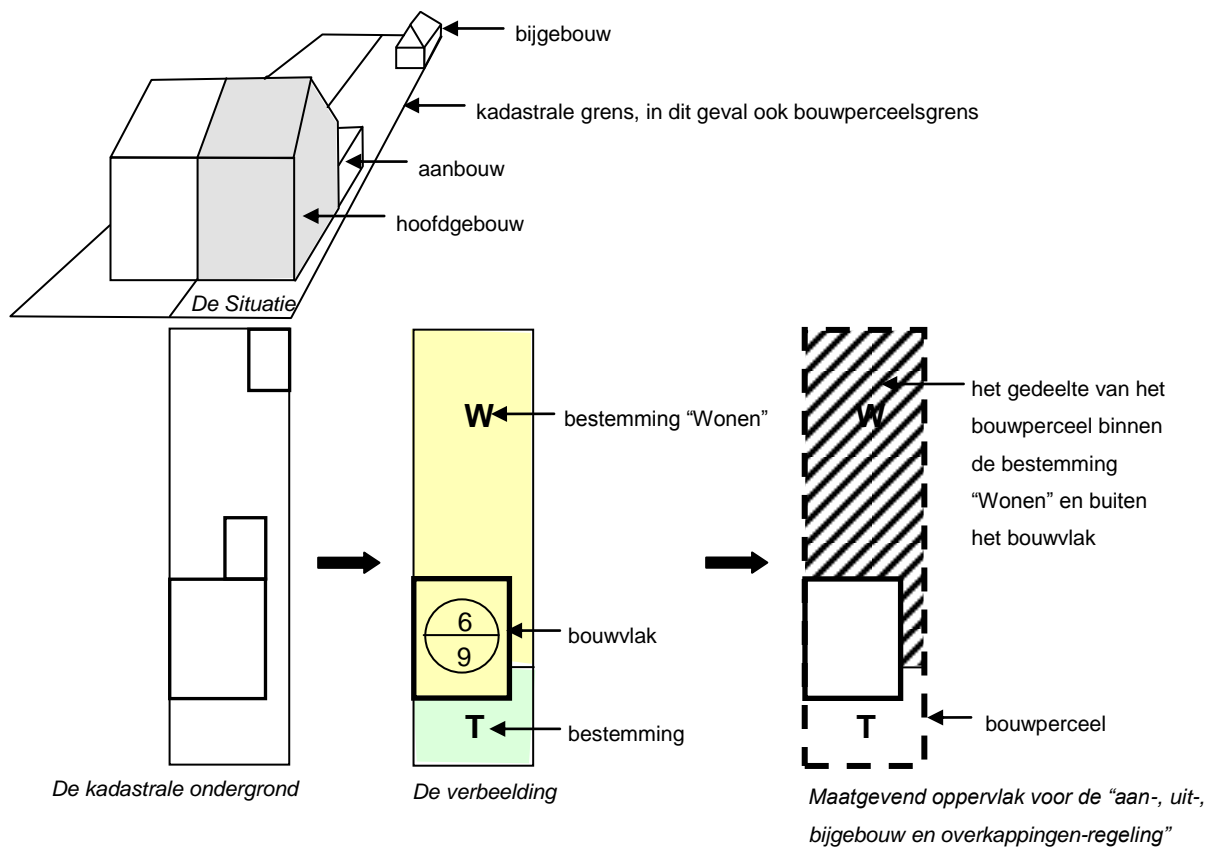 bijgebouw
kadastrale grens, in dit geval ook bouwperceelsgrens
aanbouw
hoofdgebouw
De Situatie
W
bestemming “Wonen”
6
9
bouwvlak
T
bestemming
W
het gedeelte van het
bouwperceel binnen
de bestemming
“Wonen” en buiten
het bouwvlak
T
bouwperceel
De kadastrale ondergrond
De verbeelding
Maatgevend oppervlak voor de “aan-, uit-,
bijgebouw en overkappingen-regeling”